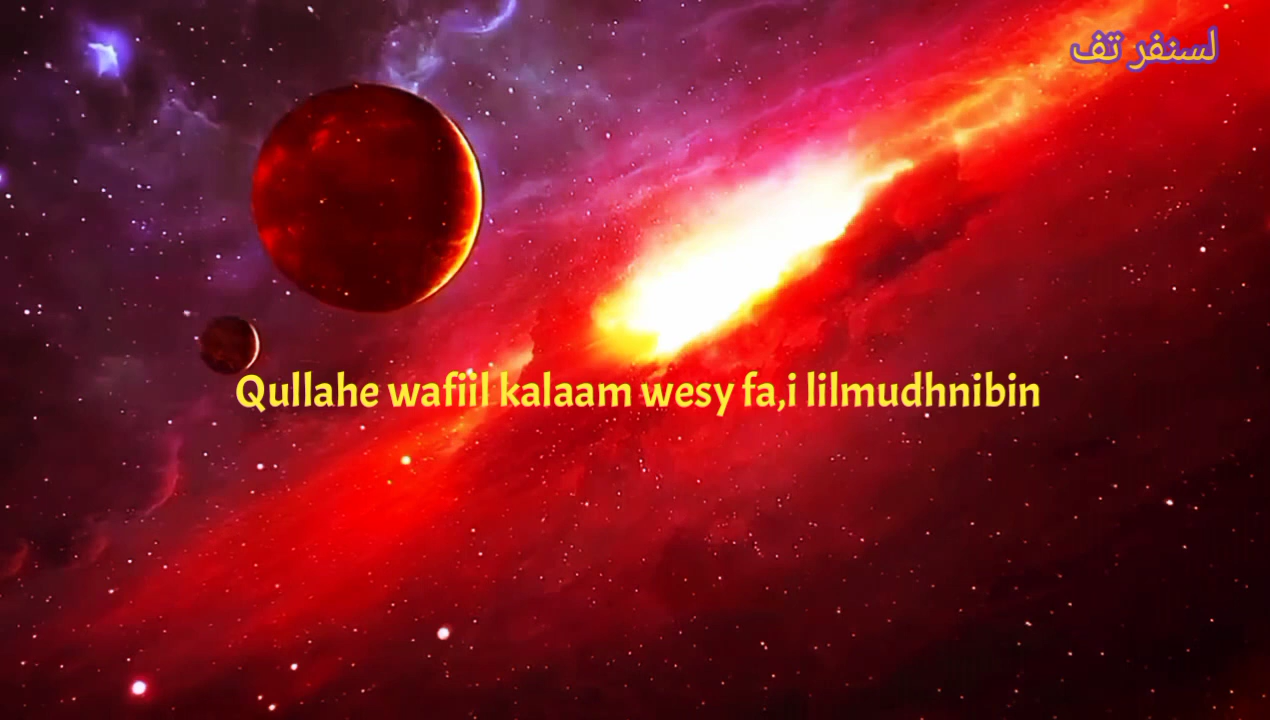 لسنفر تف
Qullahe wafiil kalaam wesy fa,i lilmudhnibin